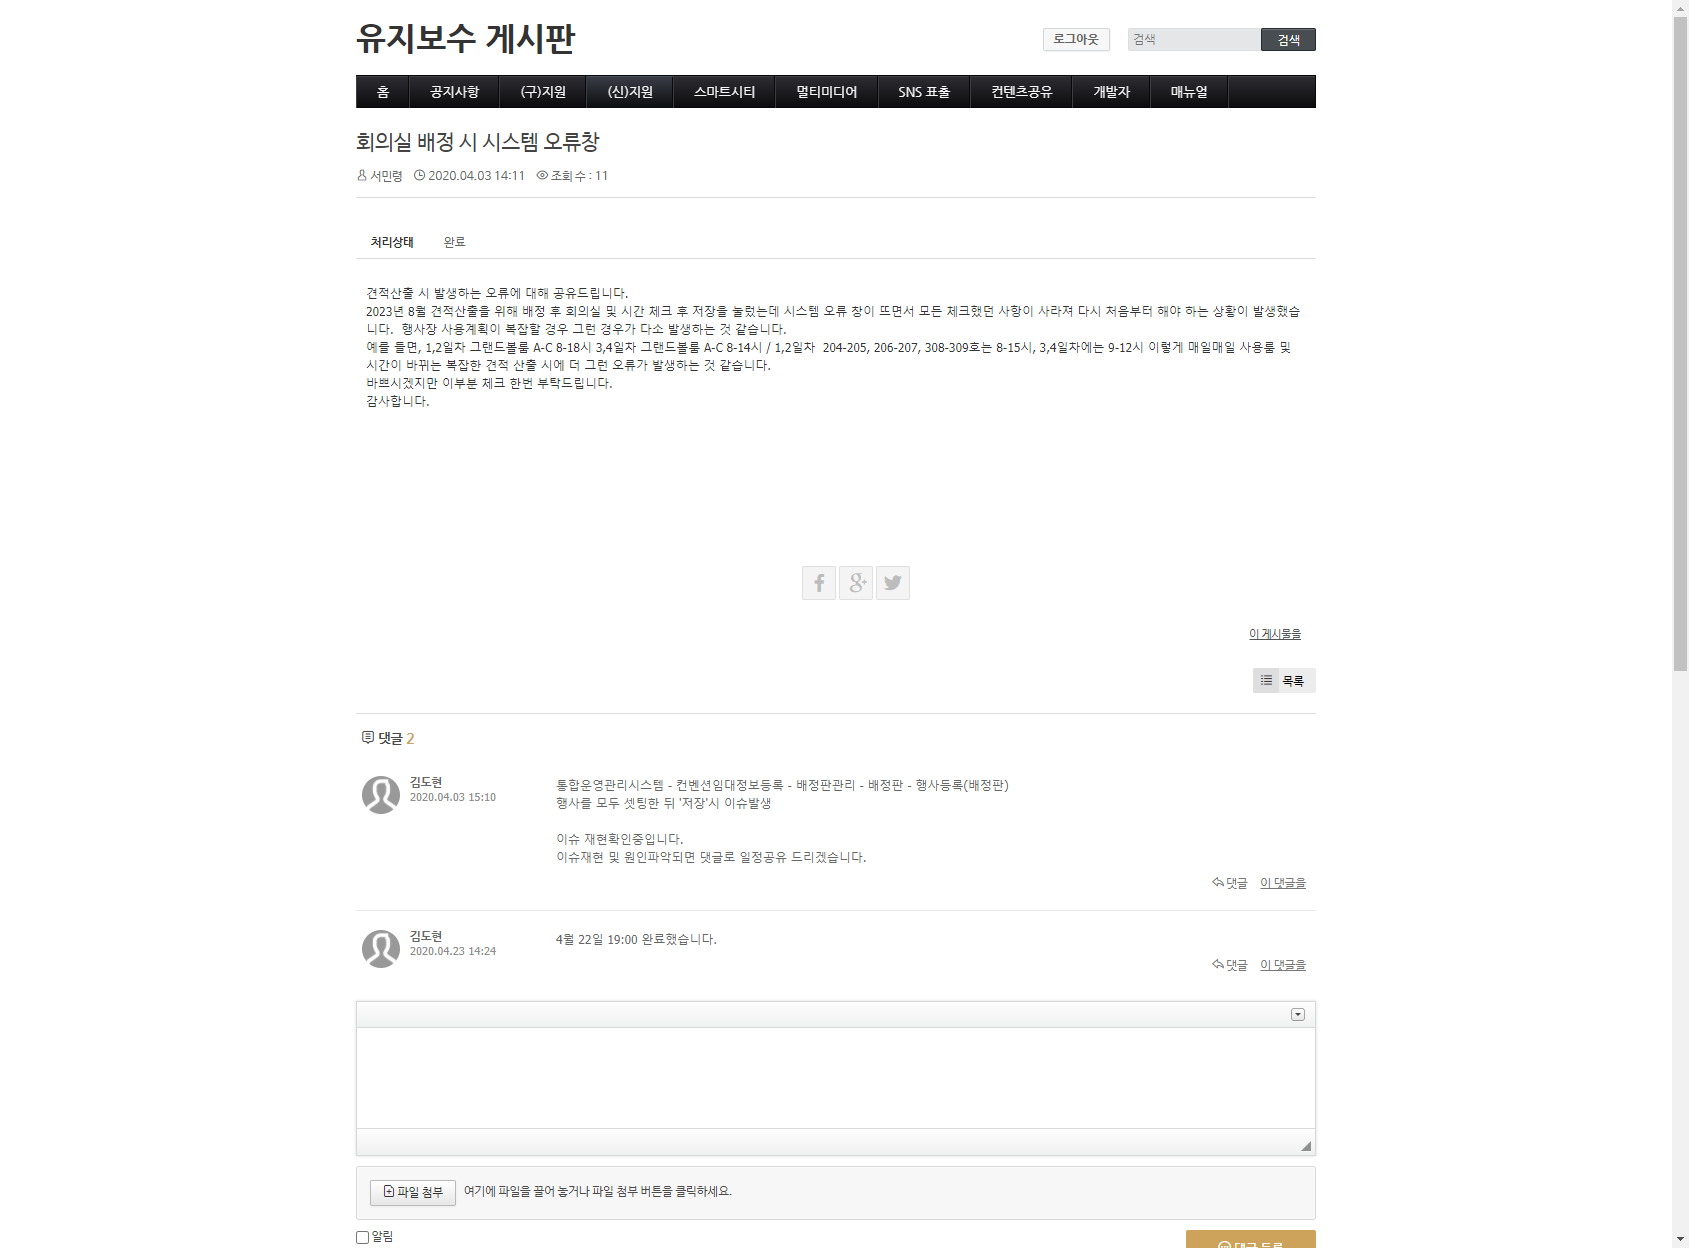 유지보수 게시판
로그아웃 검색 검색
홈 공지사항 (구)지원 (신)지원 스마트시티 멀티미디어 SNS 표출 컨텐츠공유 개발자 매뉴얼
회의실 배정 시 시스템 오류창
서민령 2020.04.03 14:11 조회 수 : 11
처리상태 완료
견적산출 시 발생하는 오류에 대해 공유드립니다.
2023년 8월 견적산출을 위해 배정 후 회의실 및 시간 체크 후 저장을 눌렀는데 시스템 오류 창이 뜨면서 모든 체크했던 사항이 사라져 다시 처음부터 해야 하는 상황이 발생했습
니다.  행사장 사용계획이 복잡할 경우 그런 경우가 다소 발생하는 것 같습니다.
예를 들면, 1,2일차 그랜드볼룸 A-C 8-18시 3,4일차 그랜드볼룸 A-C 8-14시 / 1,2일차  204-205, 206-207, 308-309호는 8-15시, 3,4일차에는 9-12시 이렇게 매일매일 사용룸 및
시간이 바뀌는 복잡한 견적 산출 시에 더 그런 오류가 발생하는 것 같습니다.
바쁘시겠지만 이부분 체크 한번 부탁드립니다.
감사합니다.
이 게시물을
목록
댓글 2
김도현
2020.04.03 15:10
통합운영관리시스템 - 컨벤션임대정보등록 - 배정판관리 - 배정판 - 행사등록(배정판)
행사를 모두 셋팅한 뒤 '저장'시 이슈발생
이슈 재현확인중입니다.
이슈재현 및 원인파악되면 댓글로 일정공유 드리겠습니다.
댓글 이 댓글을
김도현
2020.04.23 14:24
4월 22일 19:00 완료했습니다.
댓글 이 댓글을
파일 첨부 여기에 파일을 끌어 놓거나 파일 첨부 버튼을 클릭하세요.
알림
댓글 등록